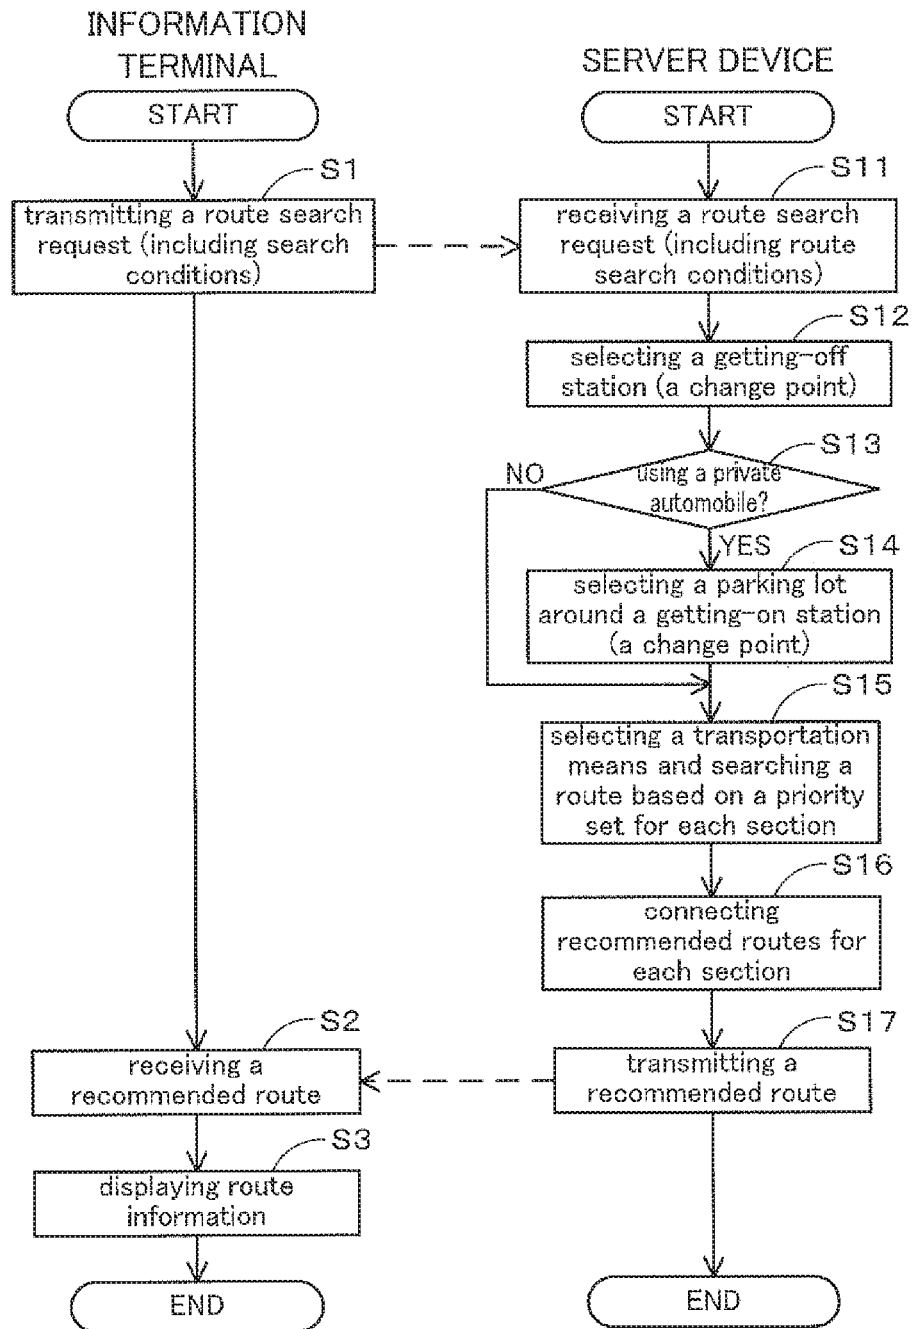 INFORMATION
TERMINAL
START
S1
transmitting a route search
request (including search
conditions)
S2
receiving a
recommended route
S3
displaying route
information
END
SERVER DEVICE
START
S11
receiving a route search
request (including route
search conditions)
S12
selecting a getting-off
station (a change point)
S13
using a private
automobile?
NO
YES
S14
selecting a parking lot
around a getting-on station
(a change point)
S15
selecting a transportation
means and searching a
route based on a priority
set for each section
S16
connecting
recommended routes for
each section
S17
transmitting a
recommended route
END